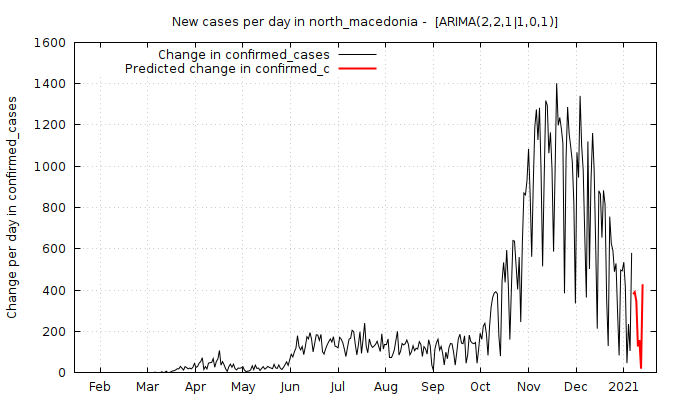 New cases per day in north_macedonia - [ARIMA(2,2,1|1,0,1)]
Change in confirmed_cases
Predicted change in confirmed_c
Change per day in confirmed_cases
1600
1400
1200
1000
800
600
400
200
0
Feb Mar Apr May Jun Jul Aug Sep Oct Nov Dec 2021